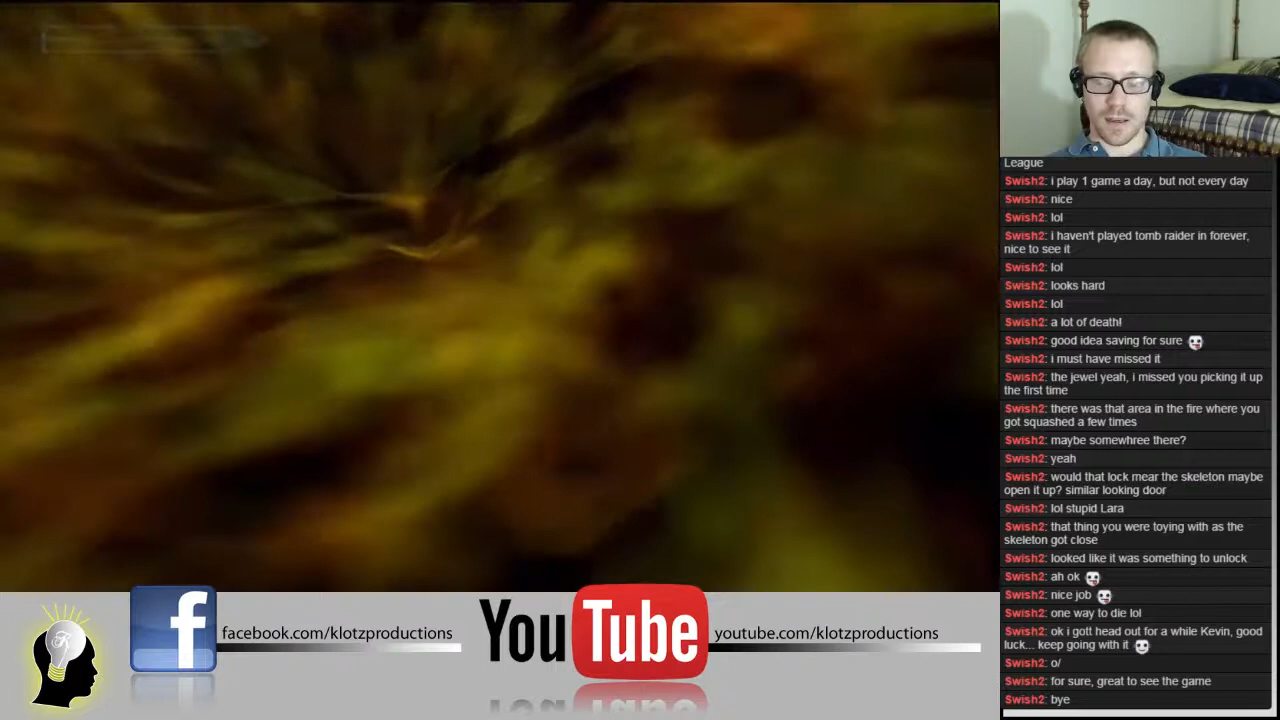 League
Swish2: i play 1 game a day, but not every day
Swish2: nice
Swish2: lol
Swish2: i haven't played tomb raider in forever,
nice to see it
Swish2: lol
Swish2: looks hard
Swish2: lol
Swish2: a lot of death!
Swish2: good idea saving for sure
Swish2: i must have missed it
Swish2: the jewel yeah, i missed you picking it up
the first time
Swish2: there was that area in the fire where you
got squashed a few times
Swish2: maybe somewhree there?
Swish2: yeah
Swish2: would that lock mear the skeleton maybe
open it up? similar looking door
Swish2: lol stupid Lara
Swish2: that thing you were toying with as the
skeleton got close
Swish2: looked like it was something to unlock
Swish2: ah ok
Swish2: nice job
Swish2: one way to die lol
Swish2: ok i gott head out for a while Kevin, good
luck... keep going with it
Swish2: o/
Swish2: for sure, great to see the game
Swish2: bye
f
facebook.com/klotzproductions
YouTube
youtube.com/klotzproductions